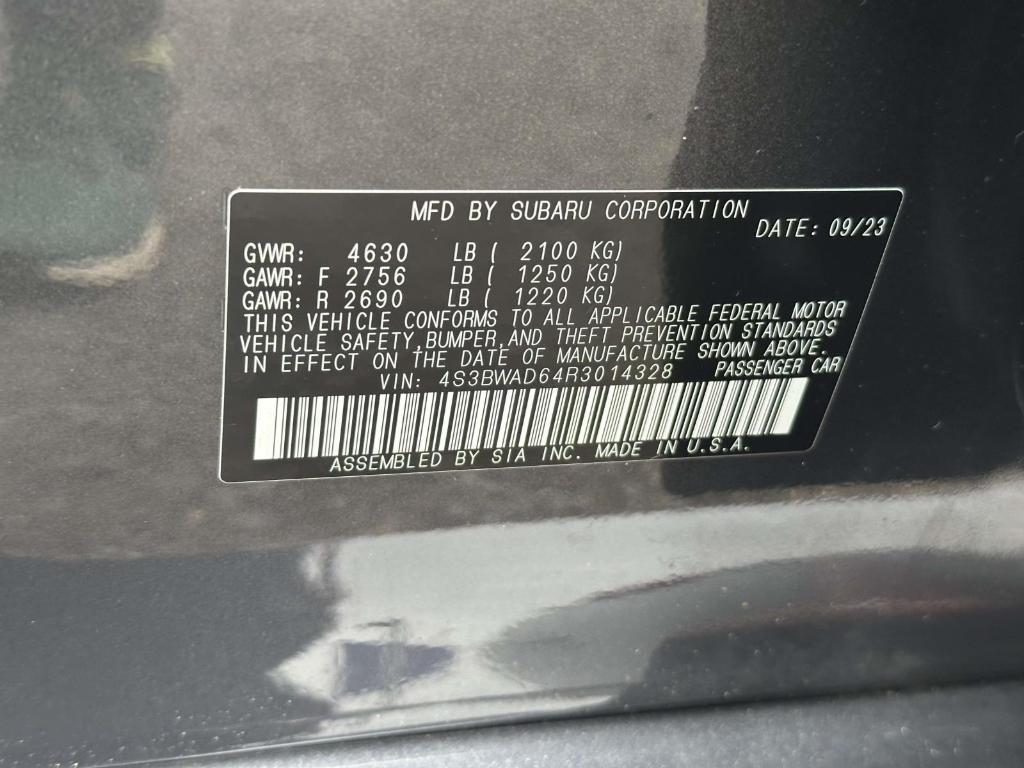 MFD BY SUBARU CORPORATION
DATE: 09/23
GVWR: 4630 LB ( 2100 KG)
GAWR: F 2756 LB ( 1250 KG)
GAWR: R 2690 LB ( 1220 KG)
THIS VEHICLE CONFORMS TO ALL APPLICABLE FEDERAL MOTOR
VEHICLE SAFETY, BUMPER, AND THEFT PREVENTION STANDARDS
IN EFFECT ON THE DATE OF MANUFACTURE SHOWN ABOVE.
VIN: 4S3BWAD64R3014328 PASSENGER CAR
ASSEMBLED BY SIA INC. MADE IN U.S.A.